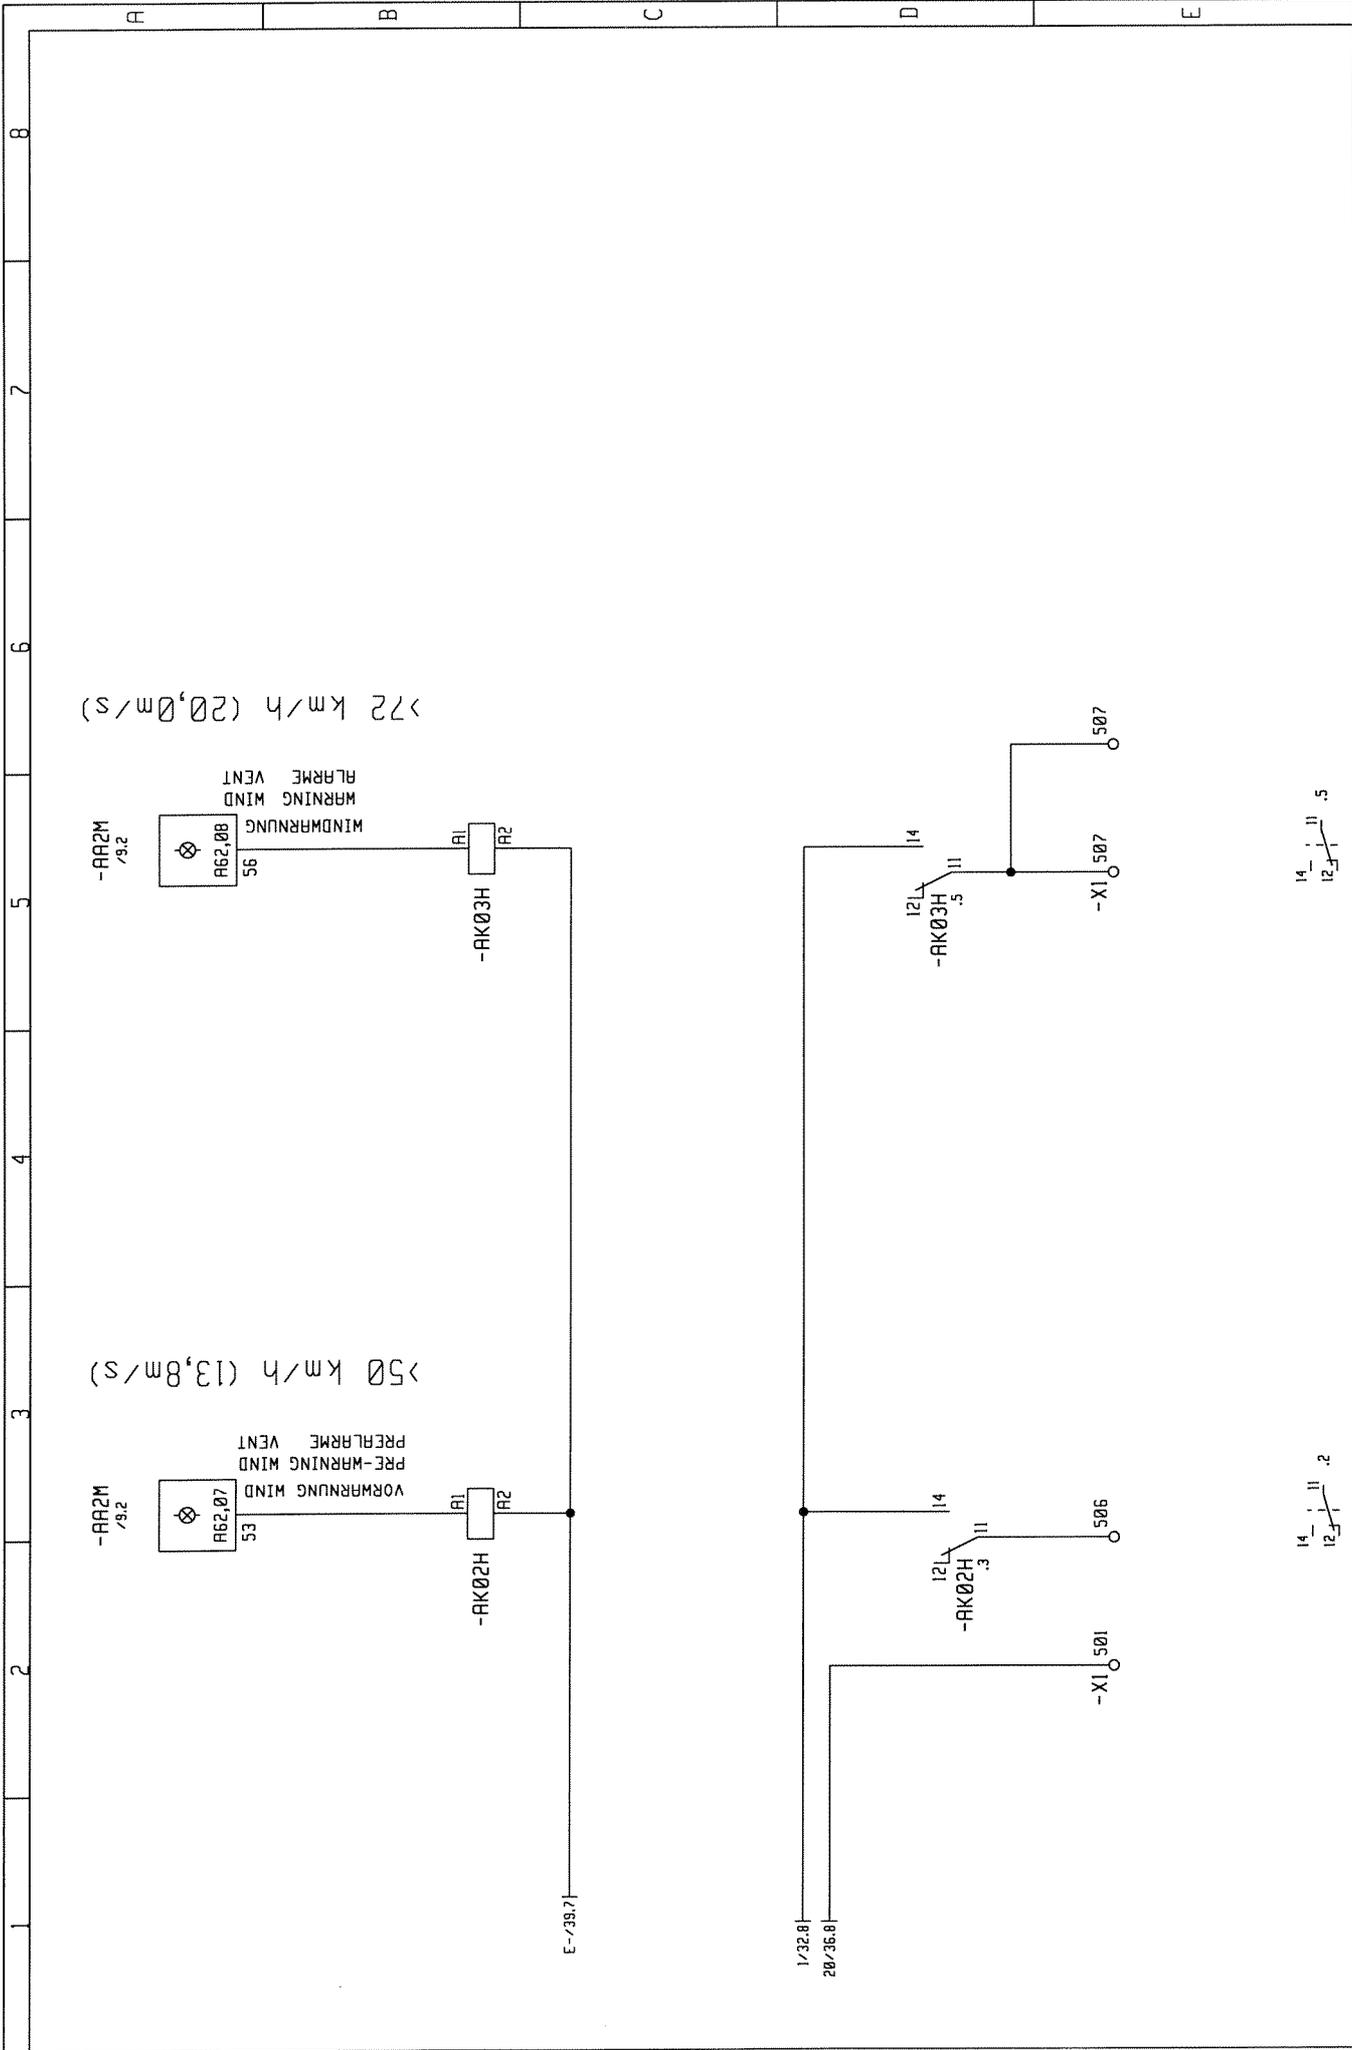 1
2
3
4
5
6
7
8
A
B
C
D
E
-AA2M
/9.2
A62,07
53
VORWARNUNG WIND
PRE-WARNING WIND
PREALARME VENT
>50 km/h (13,8m/s)
-AA2M
/9.2
A62,08
56
WINDWARNUNG
WARNING WIND
ALARME VENT
>72 km/h (20,0m/s)
-AK02H
A1
A2
-AK03H
A1
A2
E-/39.7
1/32.8
20/36.8
12
14
11
-AK02H
.3
12
14
11
-AK03H
.5
-X1
501
506
-X1
507
507
14
12
11
.2
14
12
11
.5